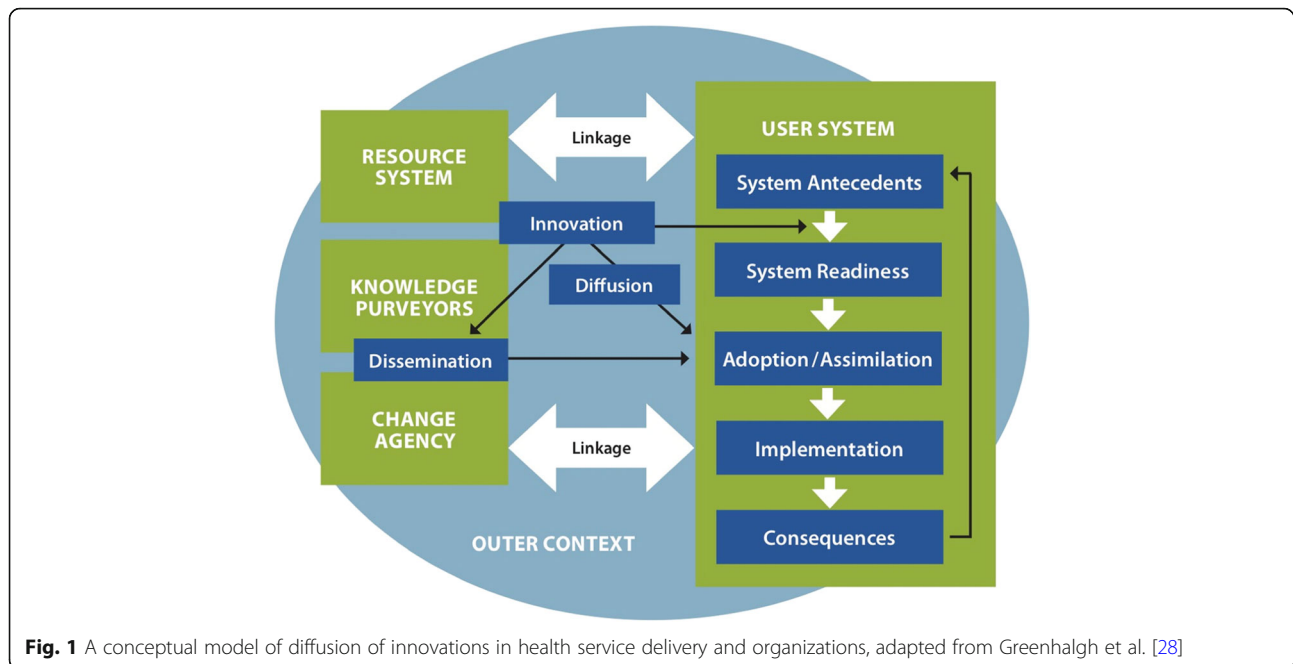 RESOURCE
SYSTEM
KNOWLEDGE
PURVEYORS
CHANGE
AGENCY
Linkage
Innovation
Diffusion
Dissemination
Linkage
OUTER CONTEXT
USER SYSTEM
System Antecedents
System Readiness
Adoption/Assimilation
Implementation
Consequences
Fig. 1 A conceptual model of diffusion of innovations in health service delivery and organizations, adapted from Greenhalgh et al. [28]